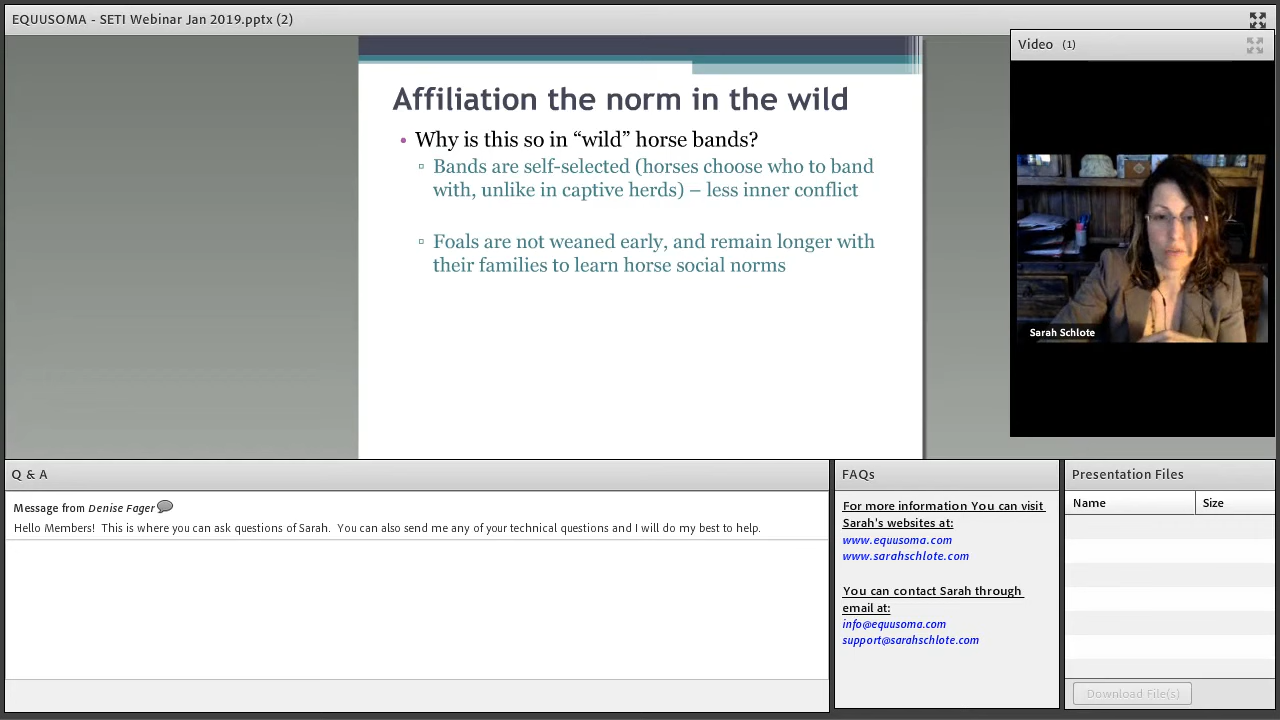 EQUUSOMA - SETI Webinar Jan 2019.pptx (2)
Video (1)
Affiliation the norm in the wild
• Why is this so in “wild” horse bands?
▫ Bands are self-selected (horses choose who to band
with, unlike in captive herds) – less inner conflict
▫ Foals are not weaned early, and remain longer with
their families to learn horse social norms
Sarah Schlote
Q & A
Message from Denise Fager
Hello Members! This is where you can ask questions of Sarah. You can also send me any of your technical questions and I will do my best to help.
FAQs
For more information You can visit
Sarah's websites at:
www.equusoma.com
www.sarahschlote.com
You can contact Sarah through
email at:
info@equusoma.com
support@sarahschlote.com
Presentation Files
Name Size
Download File(s)